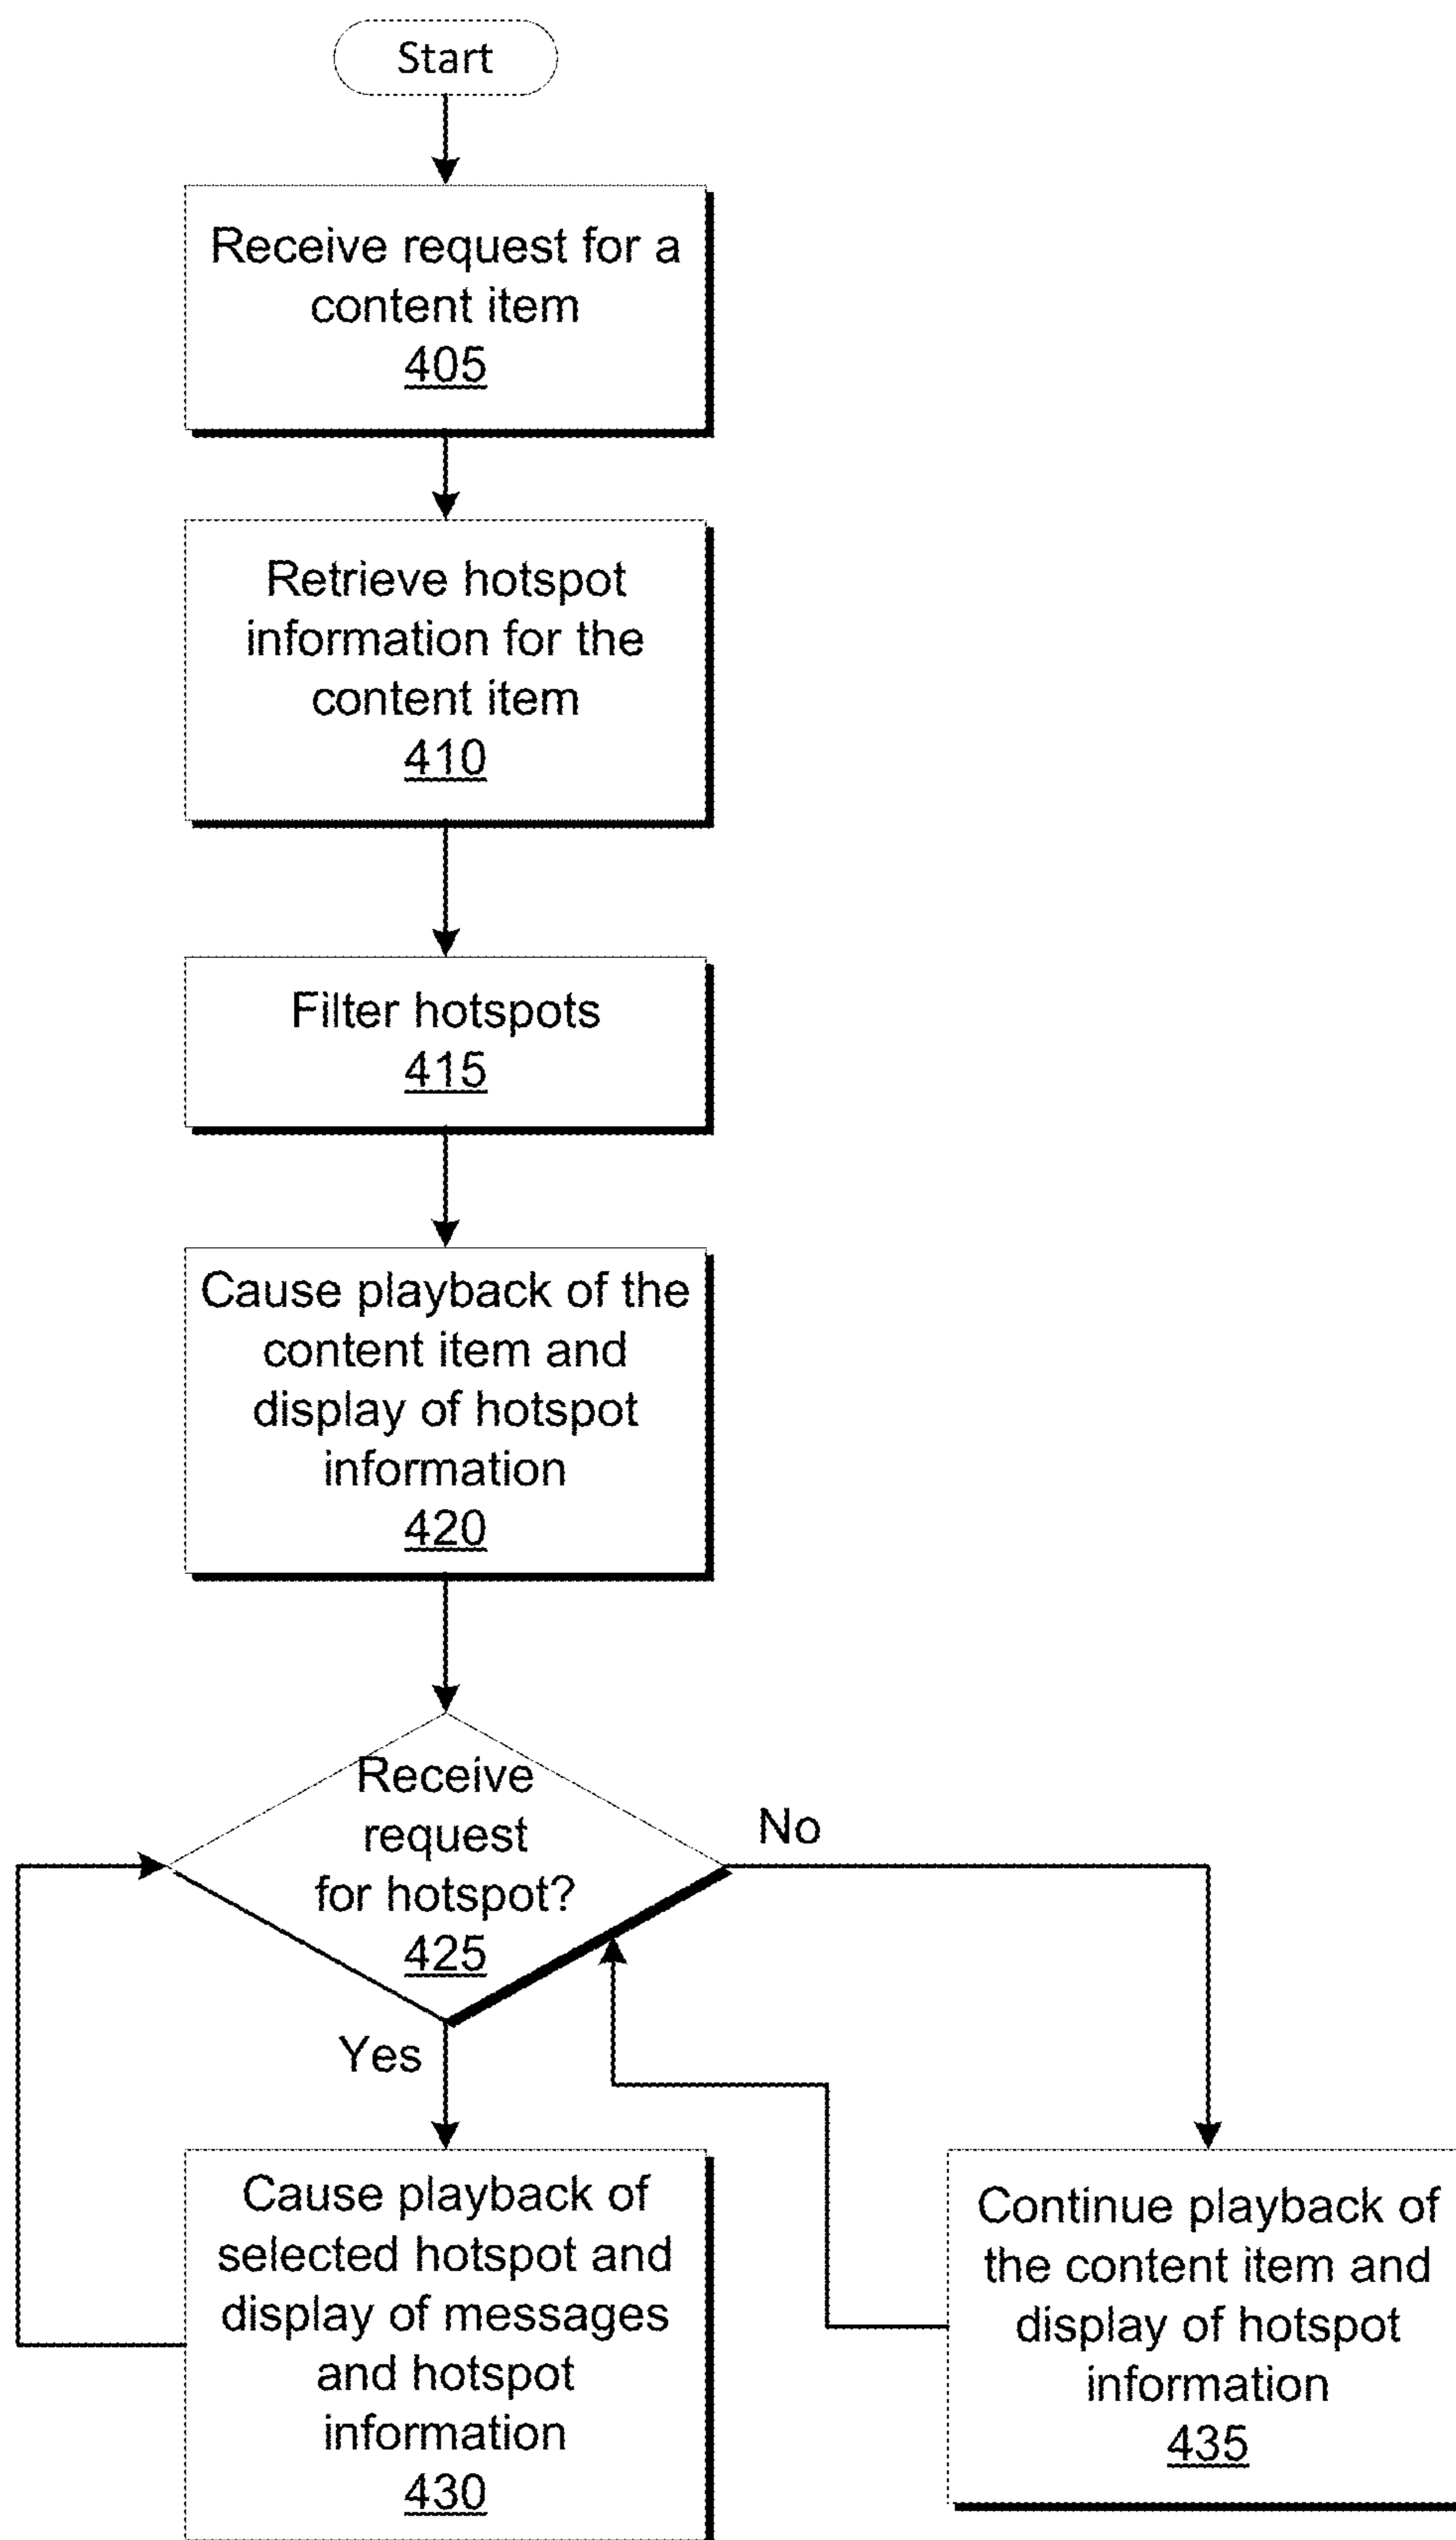 Start
Receive request for a
content item
405
Retrieve hotspot
information for the
content item
410
Filter hotspots
415
Cause playback of the
content item and
display of hotspot
information
420
Receive
request
for hotspot?
425
No
Yes
Cause playback of
selected hotspot and
display of messages
and hotspot
information
430
Continue playback of
the content item and
display of hotspot
information
435